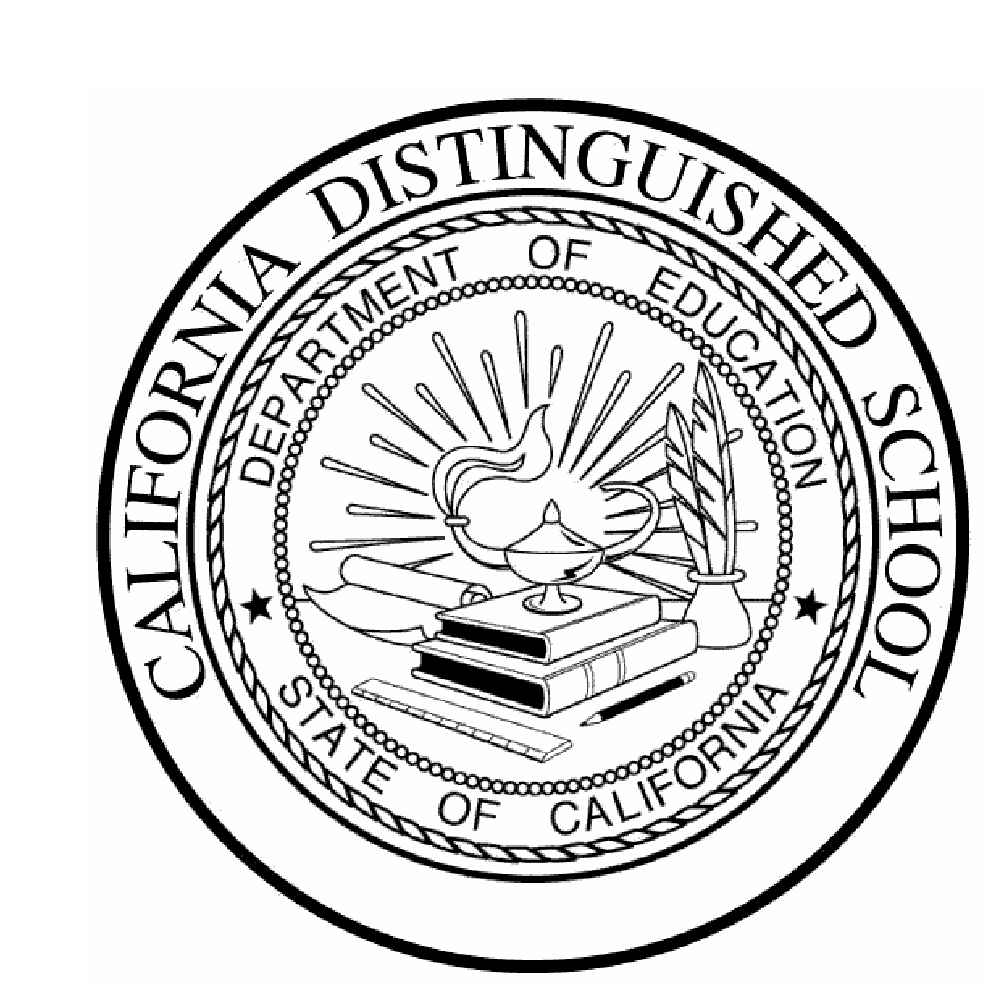 CALIFORNIA DISTINGUISHED SCHOOL
DEPARTMENT OF EDUCATION
STATE OF CALIFORNIA